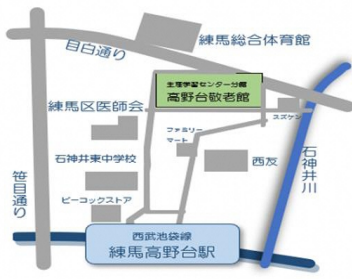 目白通り
練馬総合体育館
生涯学習センター分館
高野台敬老館
練馬区医師会
スズケン
ファミリー
マート
石神井川
石神井東中学校
西友
笹目通り
ピーコックストア
西武池袋線
練馬高野台駅